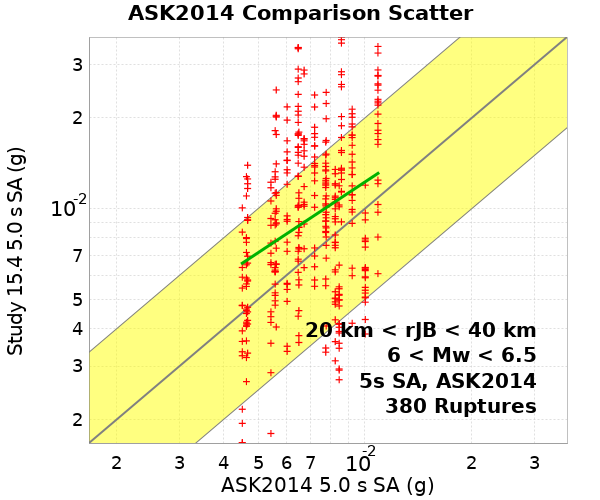 ASK2014 Comparison Scatter
Study 15.4 5.0 s SA (g)
3
2
10-2
7
5
4
3
2
20 km < rJB < 40 km
6 < Mw < 6.5
5s SA, ASK2014
380 Ruptures
2 3 4 5 6 7 10-2 2 3
ASK2014 5.0 s SA (g)